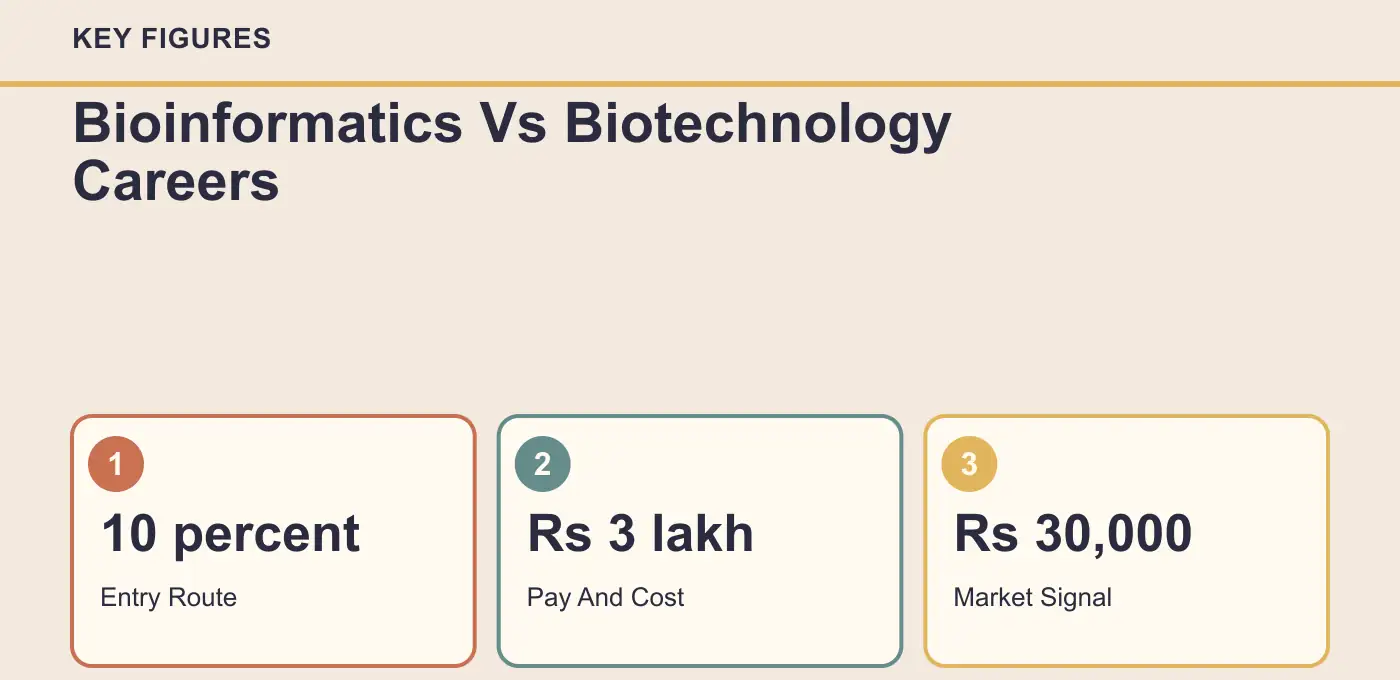 KEY FIGURES
Bioinformatics Vs Biotechnology
Careers
1
10 percent
Entry Route
2
Rs 3 lakh
Pay And Cost
3
Rs 30,000
Market Signal